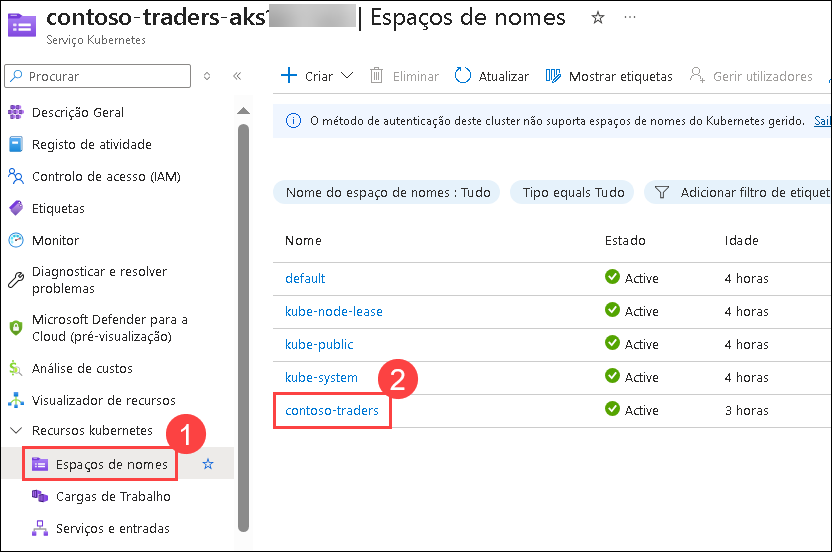 contoso-traders-aks | Espaços de nomes
Serviço Kubernetes
Procurar
Criar
Eliminar
Atualizar
Mostrar etiquetas
Gerir utilizadores
Descrição Geral
Registo de atividade
Controlo de acesso (IAM)
Etiquetas
Monitor
Diagnosticar e resolver
problemas
Microsoft Defender para a
Cloud (pré-visualização)
Análise de custos
Visualizador de recursos
Recursos kubernetes
1
Espaços de nomes
Cargas de Trabalho
Serviços e entradas
O método de autenticação deste cluster não suporta espaços de nomes do Kubernetes gerido.
Nome do espaço de nomes : Tudo
Tipo equals Tudo
Adicionar filtro de
Nome Estado Idade
default Active 4 horas
kube-node-lease Active 4 horas
kube-public Active 4 horas
kube-system Active 4 horas
2
contoso-traders Active 3 horas